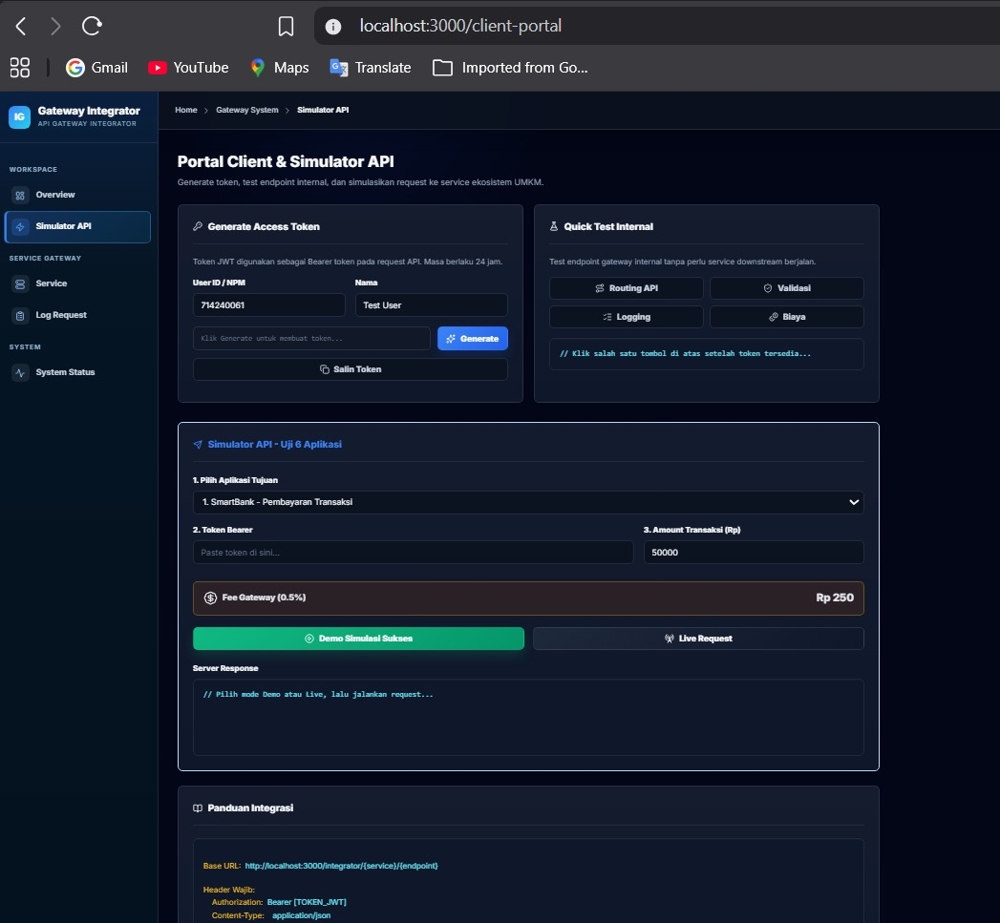 localhost:3000/client-portal
Gmail
YouTube
Maps
Translate
Imported from Go...
IG
Gateway Integrator
API GATEWAY INTEGRATOR
WORKSPACE
Overview
Simulator API
SERVICE GATEWAY
Service
Log Request
SYSTEM
System Status
Home > Gateway System > Simulator API
Portal Client & Simulator API
Generate token, test endpoint internal, dan simulasikan request ke service ekosistem UMKM.
Generate Access Token
Token JWT digunakan sebagai Bearer token pada request API. Masa berlaku 24 jam.
User ID / NPM
Nama
714240061
Test User
Klik Generate untuk membuat token...
Generate
Salin Token
Quick Test Internal
Test endpoint gateway internal tanpa perlu service downstream berjalan.
Routing API
Validasi
Logging
Biaya
// Klik salah satu tombol di atas setelah token tersedia...
Simulator API - Uji 6 Aplikasi
1. Pilih Aplikasi Tujuan
1. SmartBank - Pembayaran Transaksi
2. Token Bearer
3. Amount Transaksi (Rp)
Paste token di sini...
50000
Fee Gateway (0.5%)
Rp 250
Demo Simulasi Sukses
Live Request
Server Response
// Pilih mode Demo atau Live, lalu jalankan request...
Panduan Integrasi
Base URL: http://localhost:3000/integrator/{service}/{endpoint}
Header Wajib:
Authorization: Bearer [TOKEN_JWT]
Content-Type: application/json